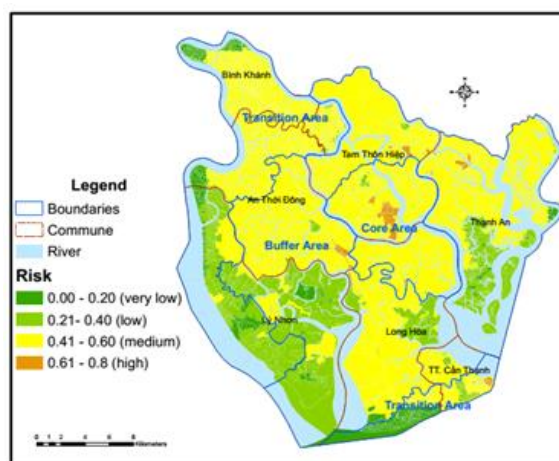 Bình Khánh
Transition Area
Tam Thôn Hiệp
An Thới Đông
Core Area
Thạnh An
Buffer Area
Lý Nhơn
Long Hòa
TT. Cần Thạnh
Transition Area
Legend
Boundaries
Commune
River
Risk
0.00 - 0.20 (very low)
0.21- 0.40 (low)
0.41 - 0.60 (medium)
0.61 - 0.8 (high)
0 1 2 4 6 8
Kilometers